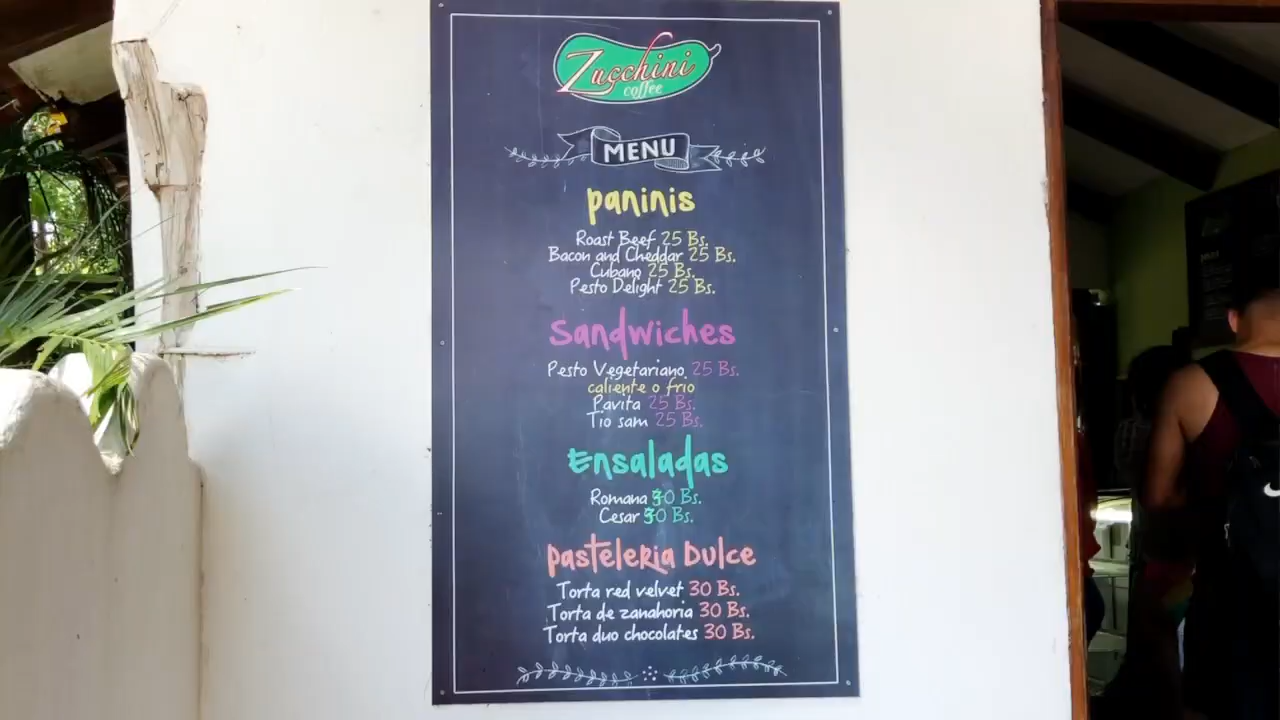 Zucchini
coffee
MENU
Paninis
Roast Beef 25 Bs.
Bacon and Cheddar 25 Bs.
Cubano 25 Bs.
Pesto Delight 25 Bs.
Sandwiches
Pesto Vegetariano 25 Bs.
caliente o frio
Pavita 25 Bs.
Tio sam 25 Bs.
Ensaladas
Romana 30 Bs.
Cesar 30 Bs.
Pasteleria Dulce
Torta red velvet 30 Bs.
Torta de zanahoria 30 Bs.
Torta duo chocolates 30 Bs.